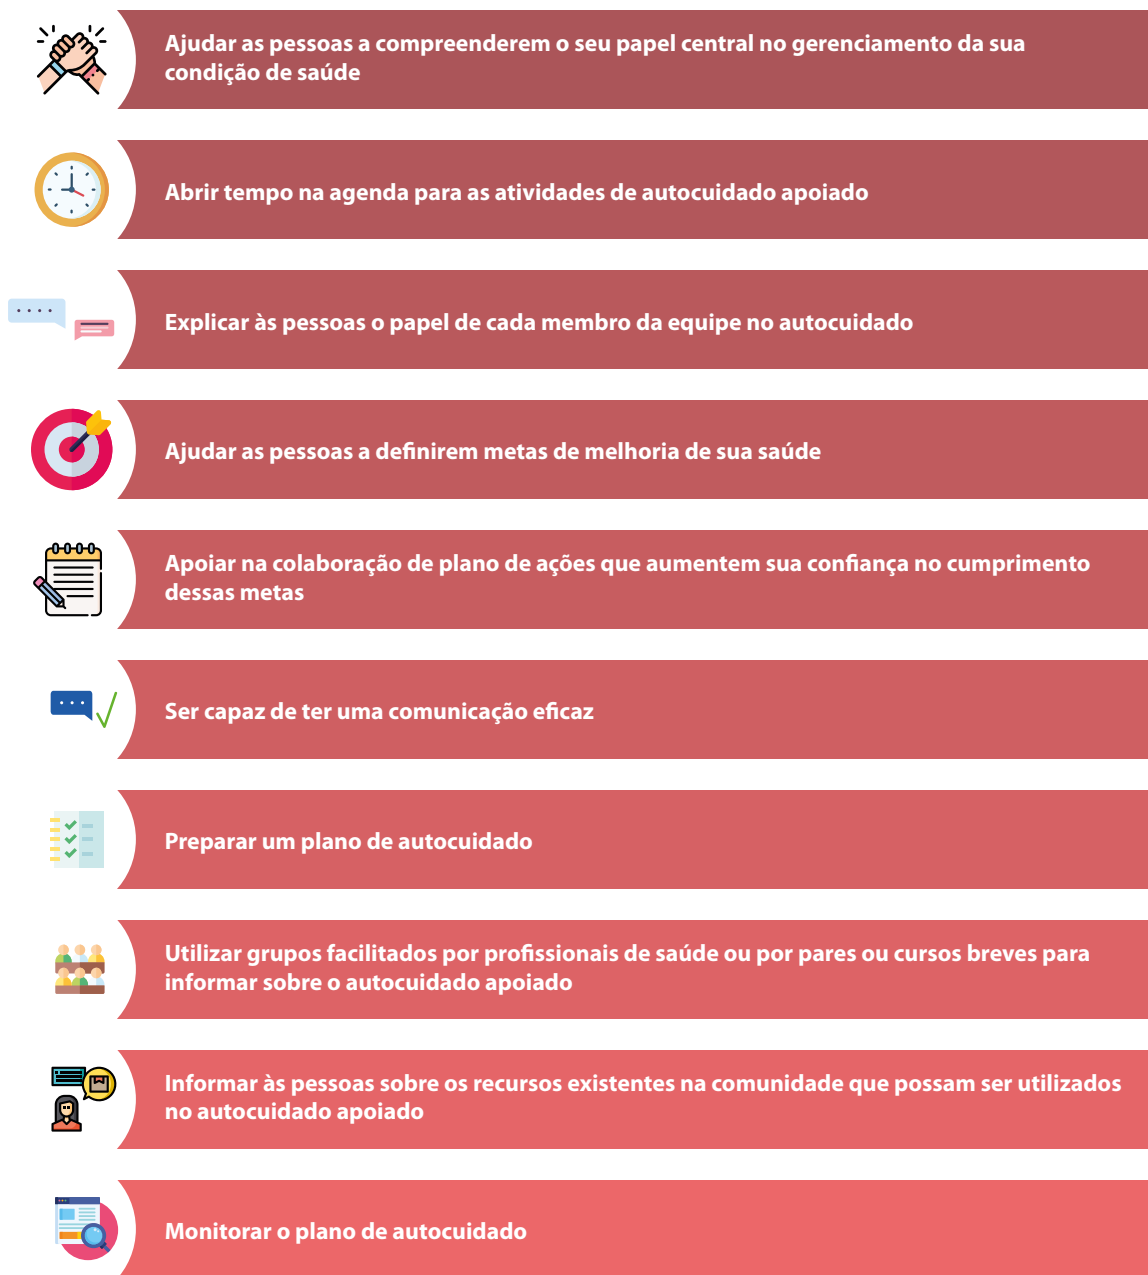 Ajudar as pessoas a compreenderem o seu papel central no gerenciamento da sua
condição de saúde
Abrir tempo na agenda para as atividades de autocuidado apoiado
Explicar às pessoas o papel de cada membro da equipe no autocuidado
Ajudar as pessoas a definirem metas de melhoria de sua saúde
Apoiar na colaboração de plano de ações que aumentem sua confiança no cumprimento
dessas metas
Ser capaz de ter uma comunicação eficaz
Preparar um plano de autocuidado
Utilizar grupos facilitados por profissionais de saúde ou por pares ou cursos breves para
informar sobre o autocuidado apoiado
Informar às pessoas sobre os recursos existentes na comunidade que possam ser utilizados
no autocuidado apoiado
Monitorar o plano de autocuidado